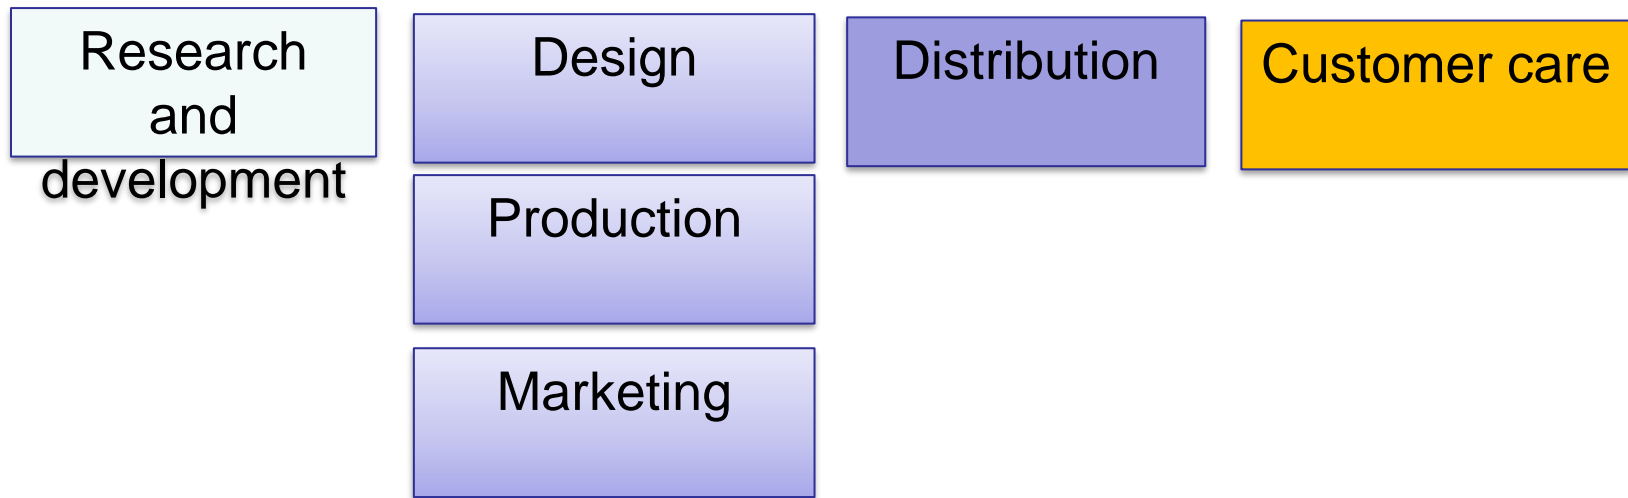 Research
and
development
Design
Production
Marketing
Distribution
Customer care